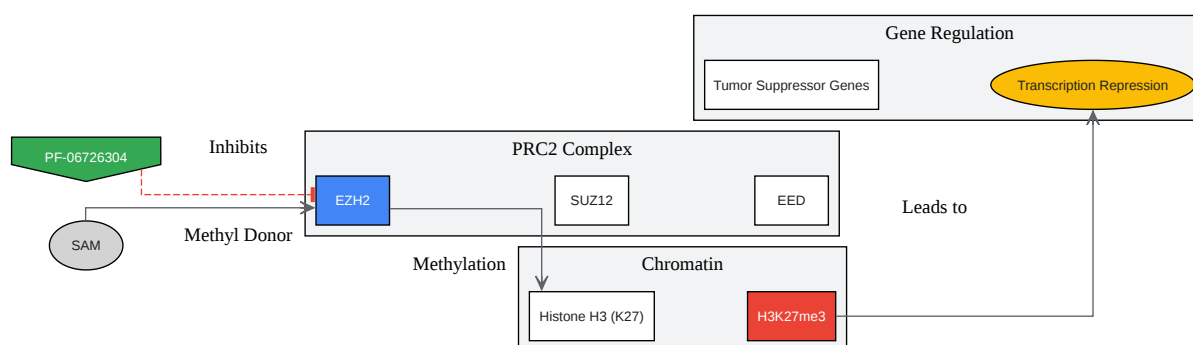 Gene Regulation
Tumor Suppressor Genes
Transcription Repression
PF-06726304
Inhibits
PRC2 Complex
EZH2
SUZ12
EED
SAM
Methyl Donor
Leads to
Methylation
Chromatin
Histone H3 (K27)
H3K27me3